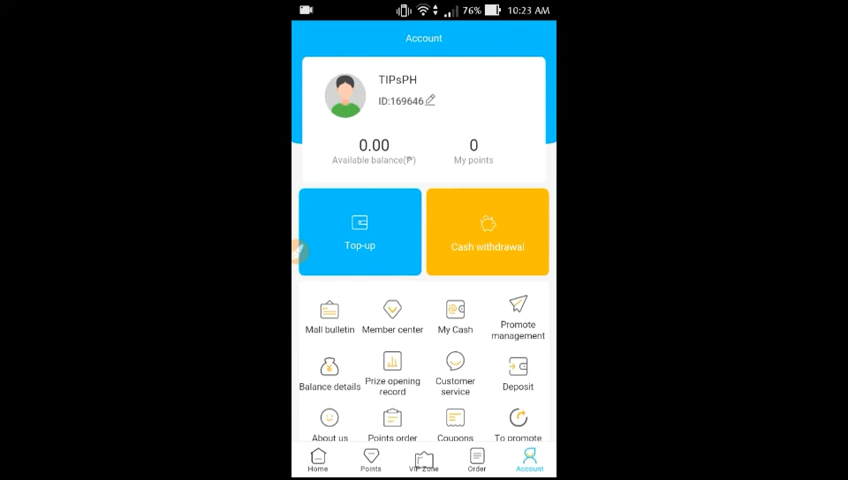 76% 10:23 AM
Account
TIPsPH
ID:169646
0.00 0
Available balance(₱) My points
Top-up Cash withdrawal
Mall bulletin Member center My Cash Promote management
Balance details Prize opening record Customer service Deposit
About us Points order Coupons To promote
Home Points VIP Zone Order Account